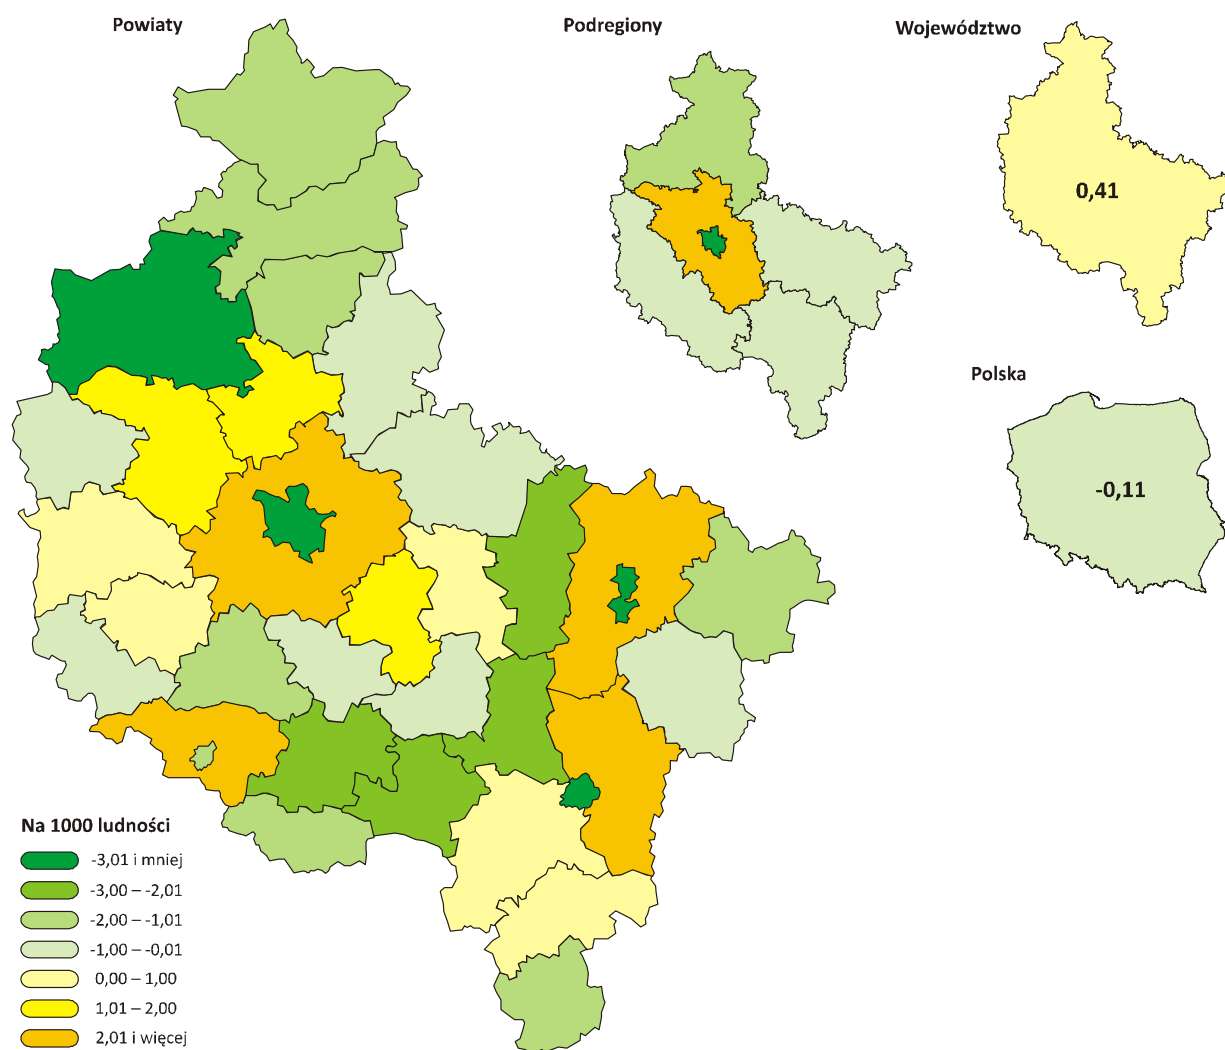 Powiaty
Podregiony
Województwo
0,41
Polska
-0,11
Na 1000 ludności
-3,01 i mniej
-3,00 – -2,01
-2,00 – -1,01
-1,00 – -0,01
0,00 – 1,00
1,01 – 2,00
2,01 i więcej